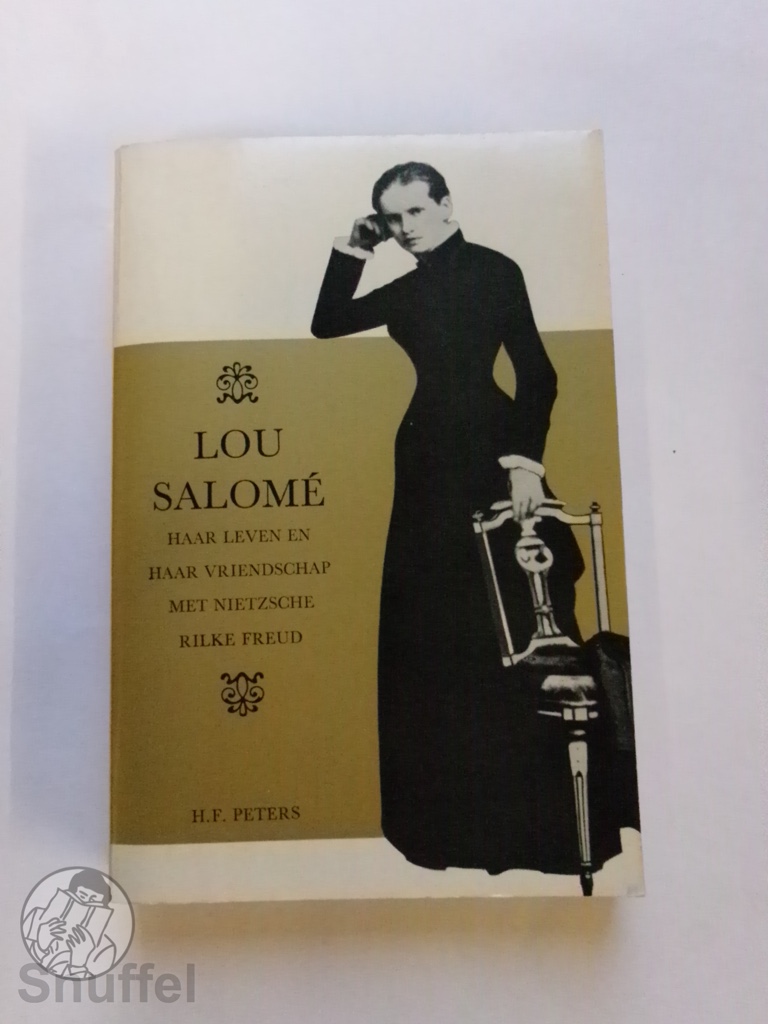 LOU
SALOMÉ
HAAR LEVEN EN
HAAR VRIENDSCHAP
MET NIETZSCHE
RILKE FREUD
H.F. PETERS
Snuffel